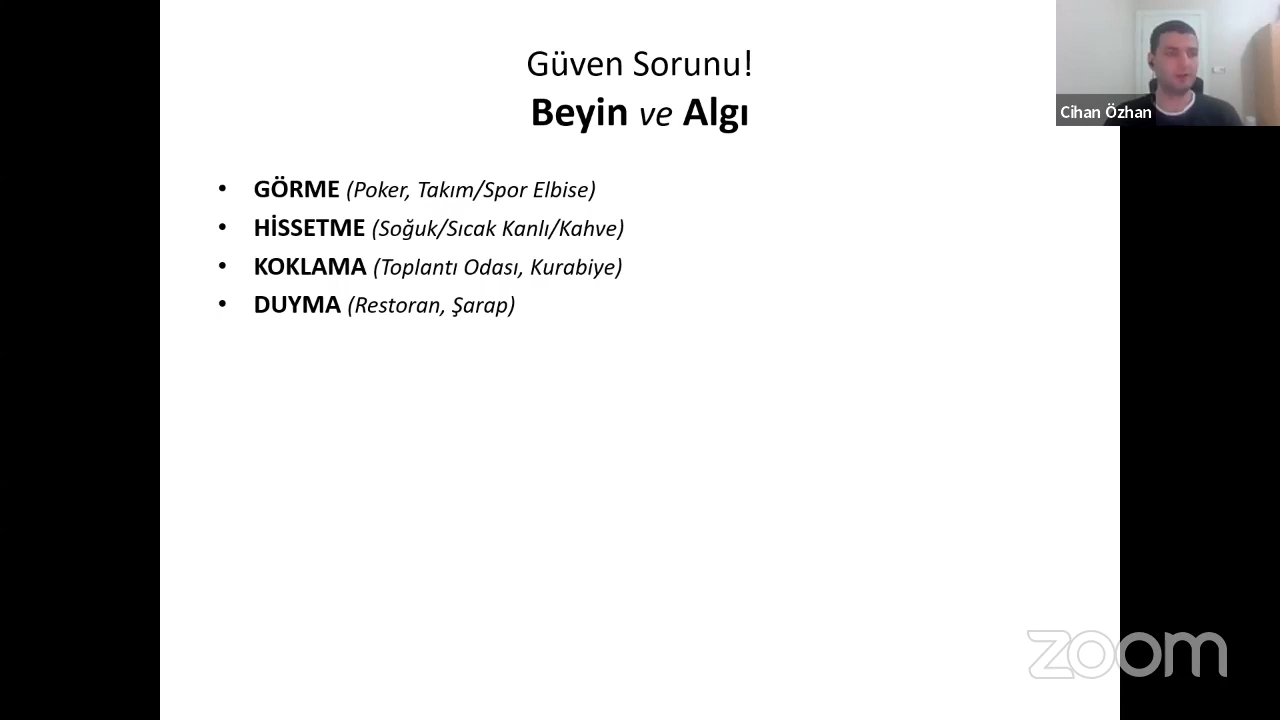 Güven Sorunu!
Beyin ve Algı
Cihan Özhan
• GÖRME (Poker, Takım/Spor Elbise)
• HİSSETME (Soğuk/Sıcak Kanlı/Kahve)
• KOKLAMA (Toplantı Odası, Kurabiye)
• DUYMA (Restoran, Şarap)
zoom